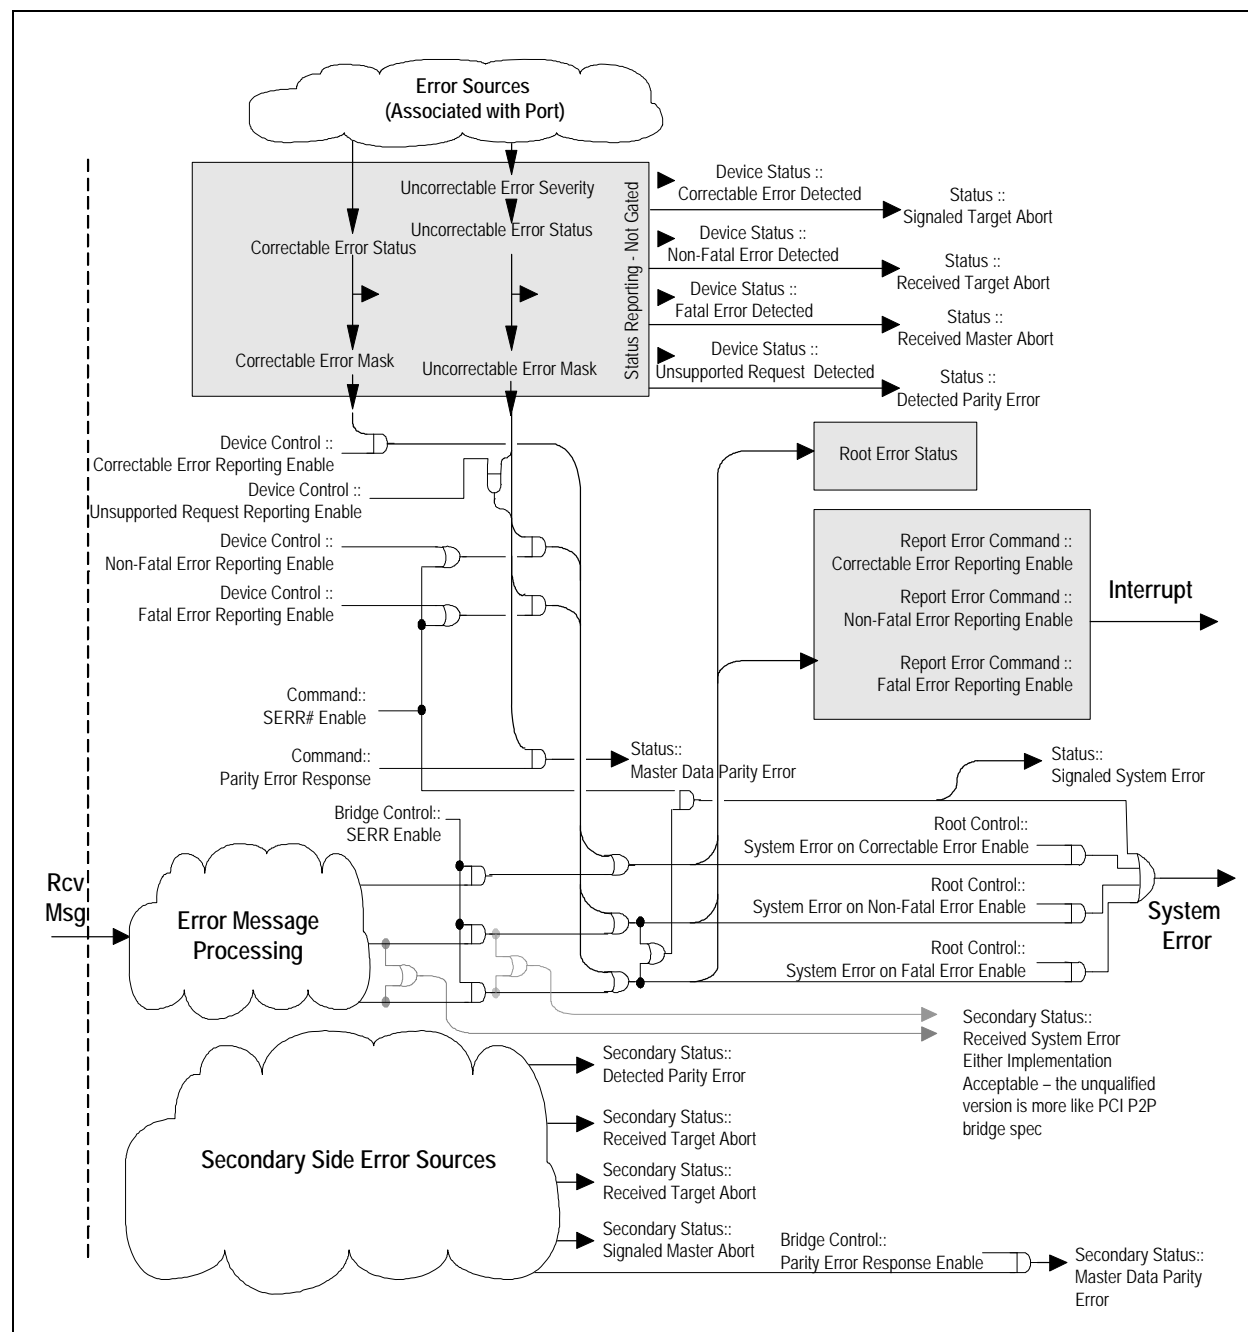 Error Sources
(Associated with Port)
Uncorrectable Error Severity
Correctable Error Status
Uncorrectable Error Status
Correctable Error Mask
Uncorrectable Error Mask
Status Reporting - Not Gated
Device Status ::
Correctable Error Detected
Status ::
Signaled Target Abort
Device Status ::
Non-Fatal Error Detected
Status ::
Received Target Abort
Device Status ::
Fatal Error Detected
Status ::
Received Master Abort
Device Status ::
Unsupported Request Detected
Status ::
Detected Parity Error
Device Control ::
Correctable Error Reporting Enable
Device Control ::
Unsupported Request Reporting Enable
Device Control ::
Non-Fatal Error Reporting Enable
Device Control ::
Fatal Error Reporting Enable
Root Error Status
Report Error Command ::
Correctable Error Reporting Enable
Report Error Command ::
Non-Fatal Error Reporting Enable
Report Error Command ::
Fatal Error Reporting Enable
Interrupt
Command::
SERR# Enable
Command::
Parity Error Response
Status::
Master Data Parity Error
Status::
Signaled System Error
Bridge Control::
SERR Enable
Root Control::
System Error on Correctable Error Enable
Root Control::
System Error on Non-Fatal Error Enable
Root Control::
System Error on Fatal Error Enable
System
Error
Rcv
Msg
Error Message
Processing
Secondary Status::
Received System Error
Either Implementation
Acceptable – the unqualified
version is more like PCI P2P
bridge spec
Secondary Side Error Sources
Secondary Status::
Detected Parity Error
Secondary Status::
Received Target Abort
Secondary Status::
Received Target Abort
Secondary Status::
Signaled Master Abort
Bridge Control::
Parity Error Response Enable
Secondary Status::
Master Data Parity
Error